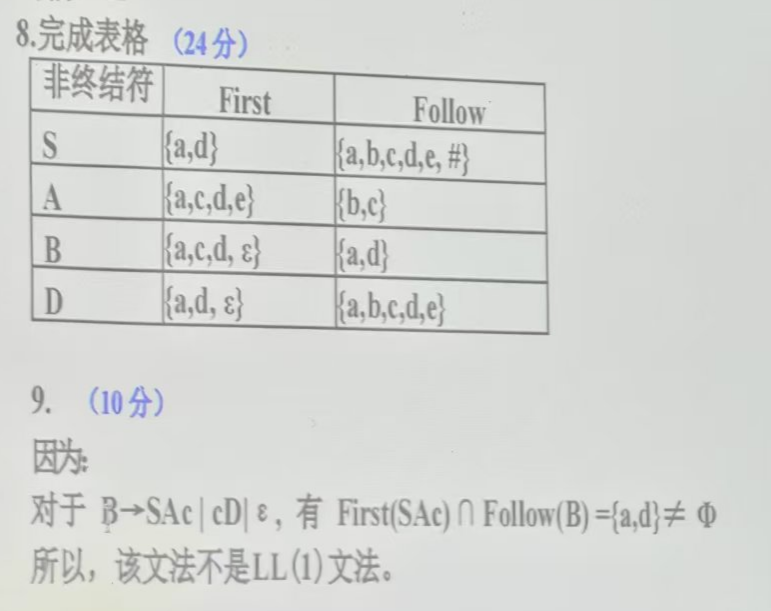 8.完成表格 (24分)
非终结符 First Follow
S {a,d} {a,b,c,d,e, #}
A {a,c,d,e} {b,c}
B {a,c,d, ε} {a,d}
D {a,d, ε} {a,b,c,d,e}
9. (10分)
因为:
对于 B→SAc|cD|ε, 有 First(SAc)∩Follow(B)={a,d}≠ Φ
所以，该文法不是LL(1)文法。